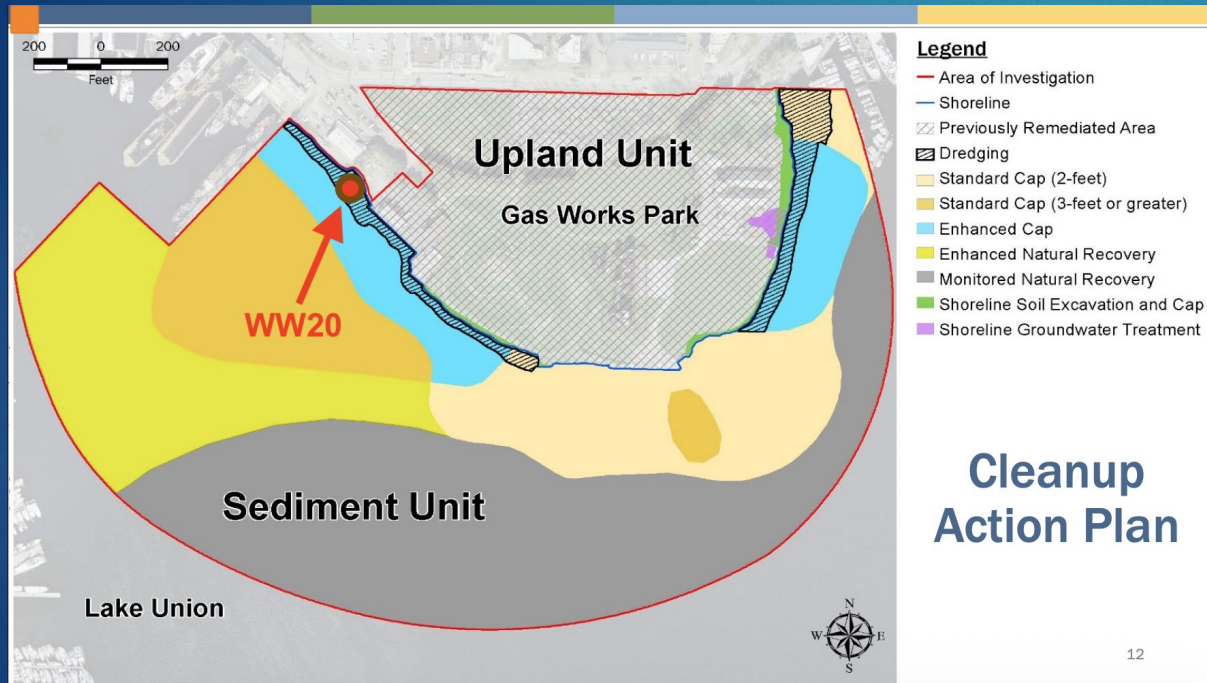 200 0 200
Feet
Upland Unit
Gas Works Park
WW20
Sediment Unit
Lake Union
N
W E
S
Legend
Area of Investigation
Shoreline
Previously Remediated Area
Dredging
Standard Cap (2-feet)
Standard Cap (3-feet or greater)
Enhanced Cap
Enhanced Natural Recovery
Monitored Natural Recovery
Shoreline Soil Excavation and Cap
Shoreline Groundwater Treatment
Cleanup
Action Plan
12